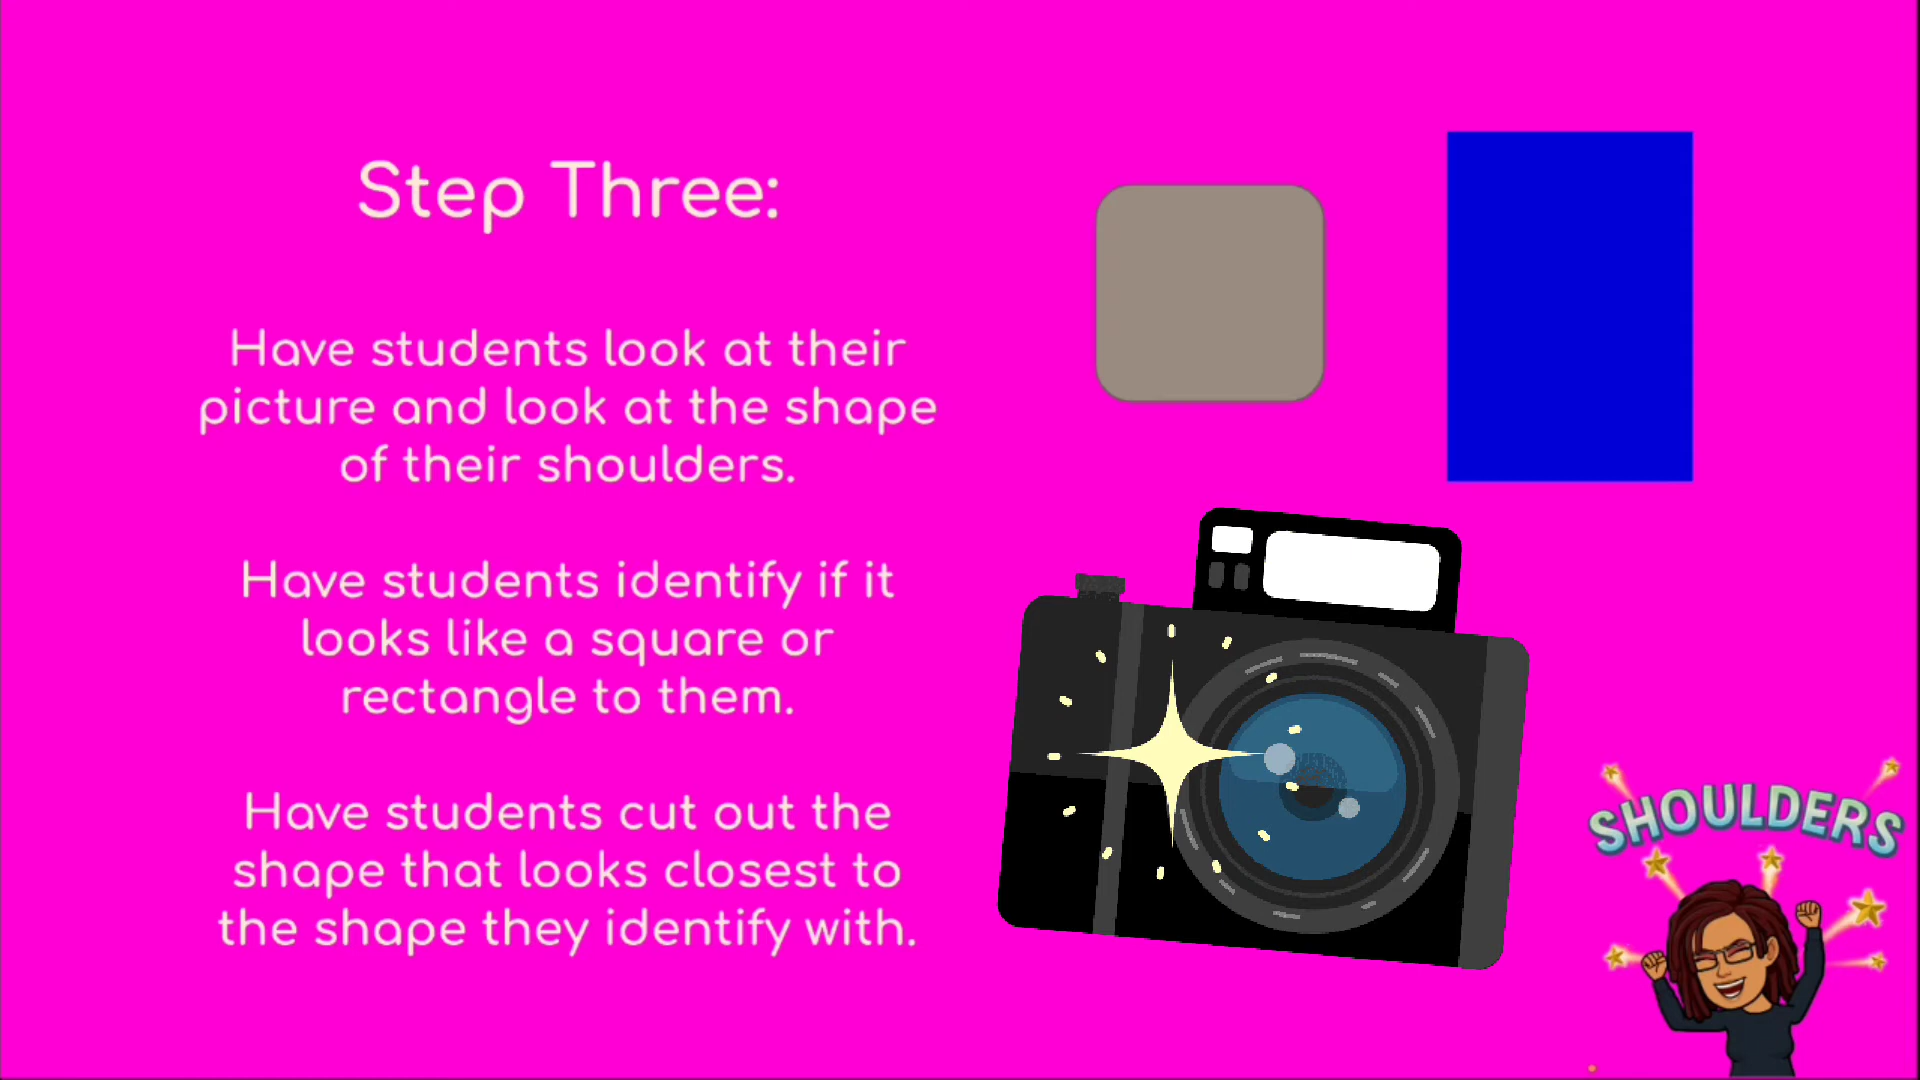 Step Three:
Have students look at their
picture and look at the shape
of their shoulders.
Have students identify if it
looks like a square or
rectangle to them.
Have students cut out the
shape that looks closest to
the shape they identify with.
SHOULDERS